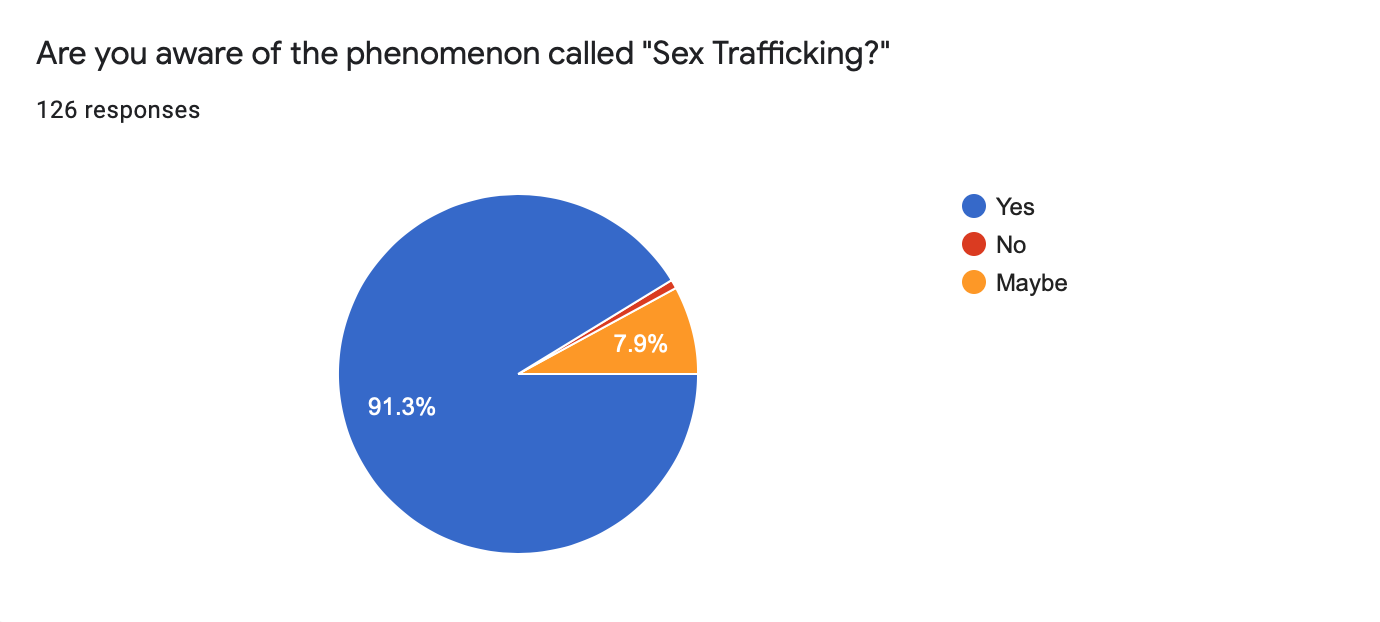 Are you aware of the phenomenon called "Sex Trafficking?"
126 responses
Yes
No
Maybe
7.9%
91.3%